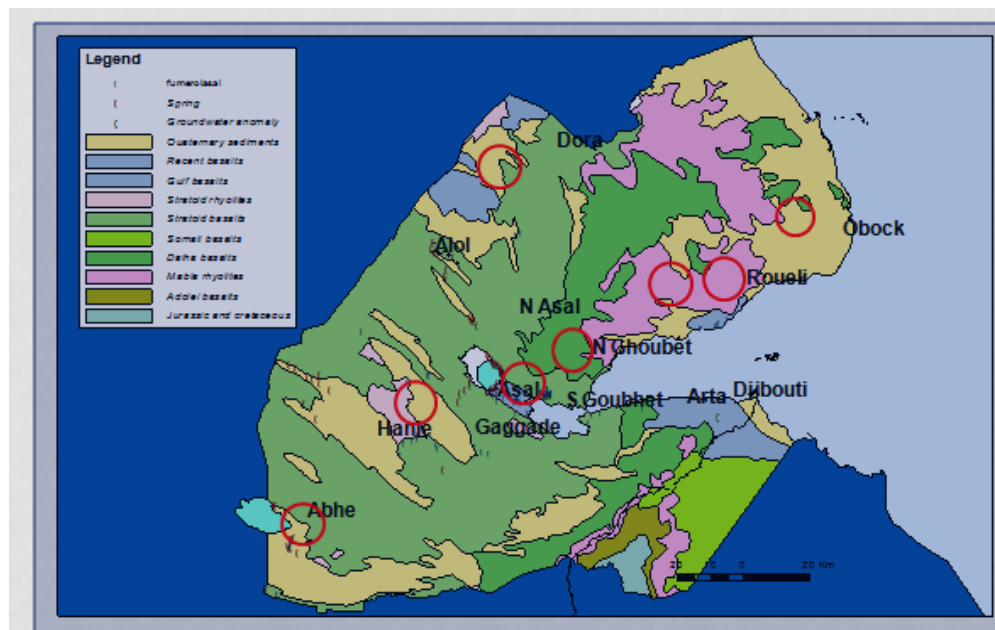 Legend
fumerolasal
Spring
Groundwater anomaly
Quaternary sediments
Recent basalts
Gulf basalts
Stratoid rhyolites
Stratoid basalts
Somali basalts
Dalha basalts
Mabla rhyolites
Adolei basalts
Jurassic and cretaceous
Dora
Obock
Alol
Roueli
N Asal
N Ghoubet
Asal
S Goubhet
Arta
Djibouti
Hanle
Gaggade
Abhe
20 10 0 20 Km